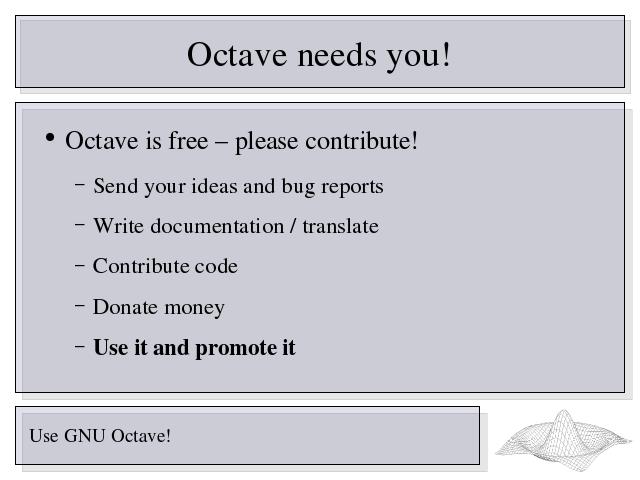 Octave needs you!
• Octave is free – please contribute!
– Send your ideas and bug reports
– Write documentation / translate
– Contribute code
– Donate money
– Use it and promote it
Use GNU Octave!